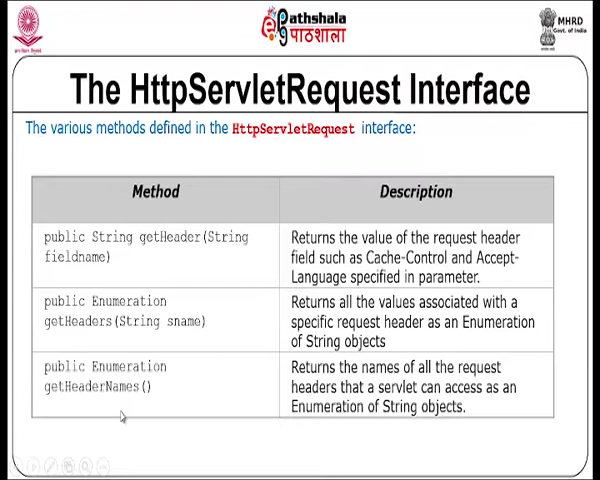 ePathshala
पाठशाला
MHRD
Govt. of India
The HttpServletRequest Interface
The various methods defined in the HttpServletRequest interface:
Method
Description
public String getHeader(String
fieldname)
Returns the value of the request header
field such as Cache-Control and Accept-
Language specified in parameter.
public Enumeration
getHeaders(String sname)
Returns all the values associated with a
specific request header as an Enumeration
of String objects
public Enumeration
getHeaderNames()
Returns the names of all the request
headers that a servlet can access as an
Enumeration of String objects.